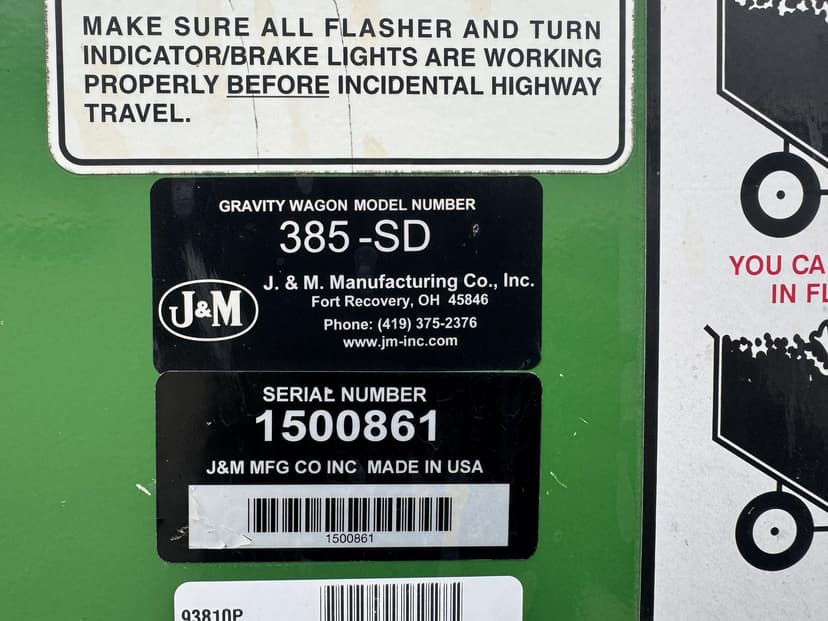 MAKE SURE ALL FLASHER AND TURN
INDICATOR/BRAKE LIGHTS ARE WORKING
PROPERLY BEFORE INCIDENTAL HIGHWAY
TRAVEL.
GRAVITY WAGON MODEL NUMBER
385-SD
J&M
J. & M. Manufacturing Co., Inc.
Fort Recovery, OH 45846
Phone: (419) 375-2376
www.jm-inc.com
SERIAL NUMBER
1500861
J&M MFG CO INC MADE IN USA
1500861
93810P
YOU CA
IN FL